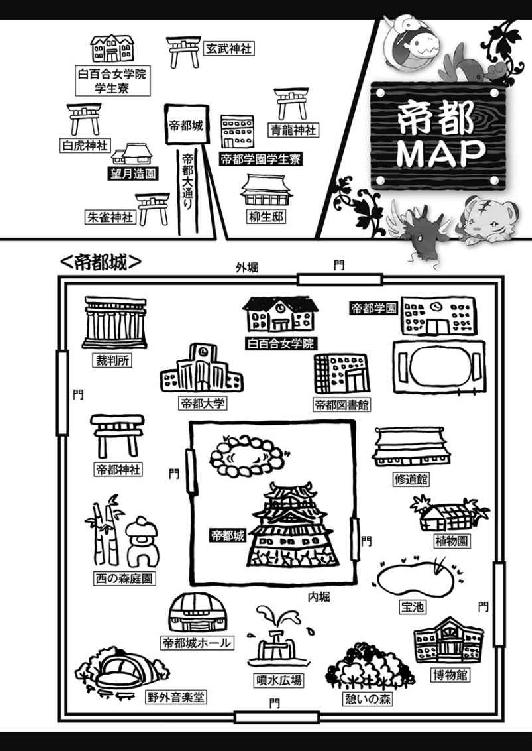 帝都
MAP
白百合女学院
学生寮
玄武神社
白虎神社
帝都城
青龍神社
望月造園
帝都学園学生寮
帝都大通り
朱雀神社
柳生邸
<帝都城>
外堀
門
裁判所
白百合女学院
帝都学園
帝都大学
帝都図書館
門
帝都神社
門
修道館
帝都城
植物園
門
西の森庭園
内堀
宝池
門
帝都城ホール
噴水広場
博物館
野外音楽堂
憩いの森
門